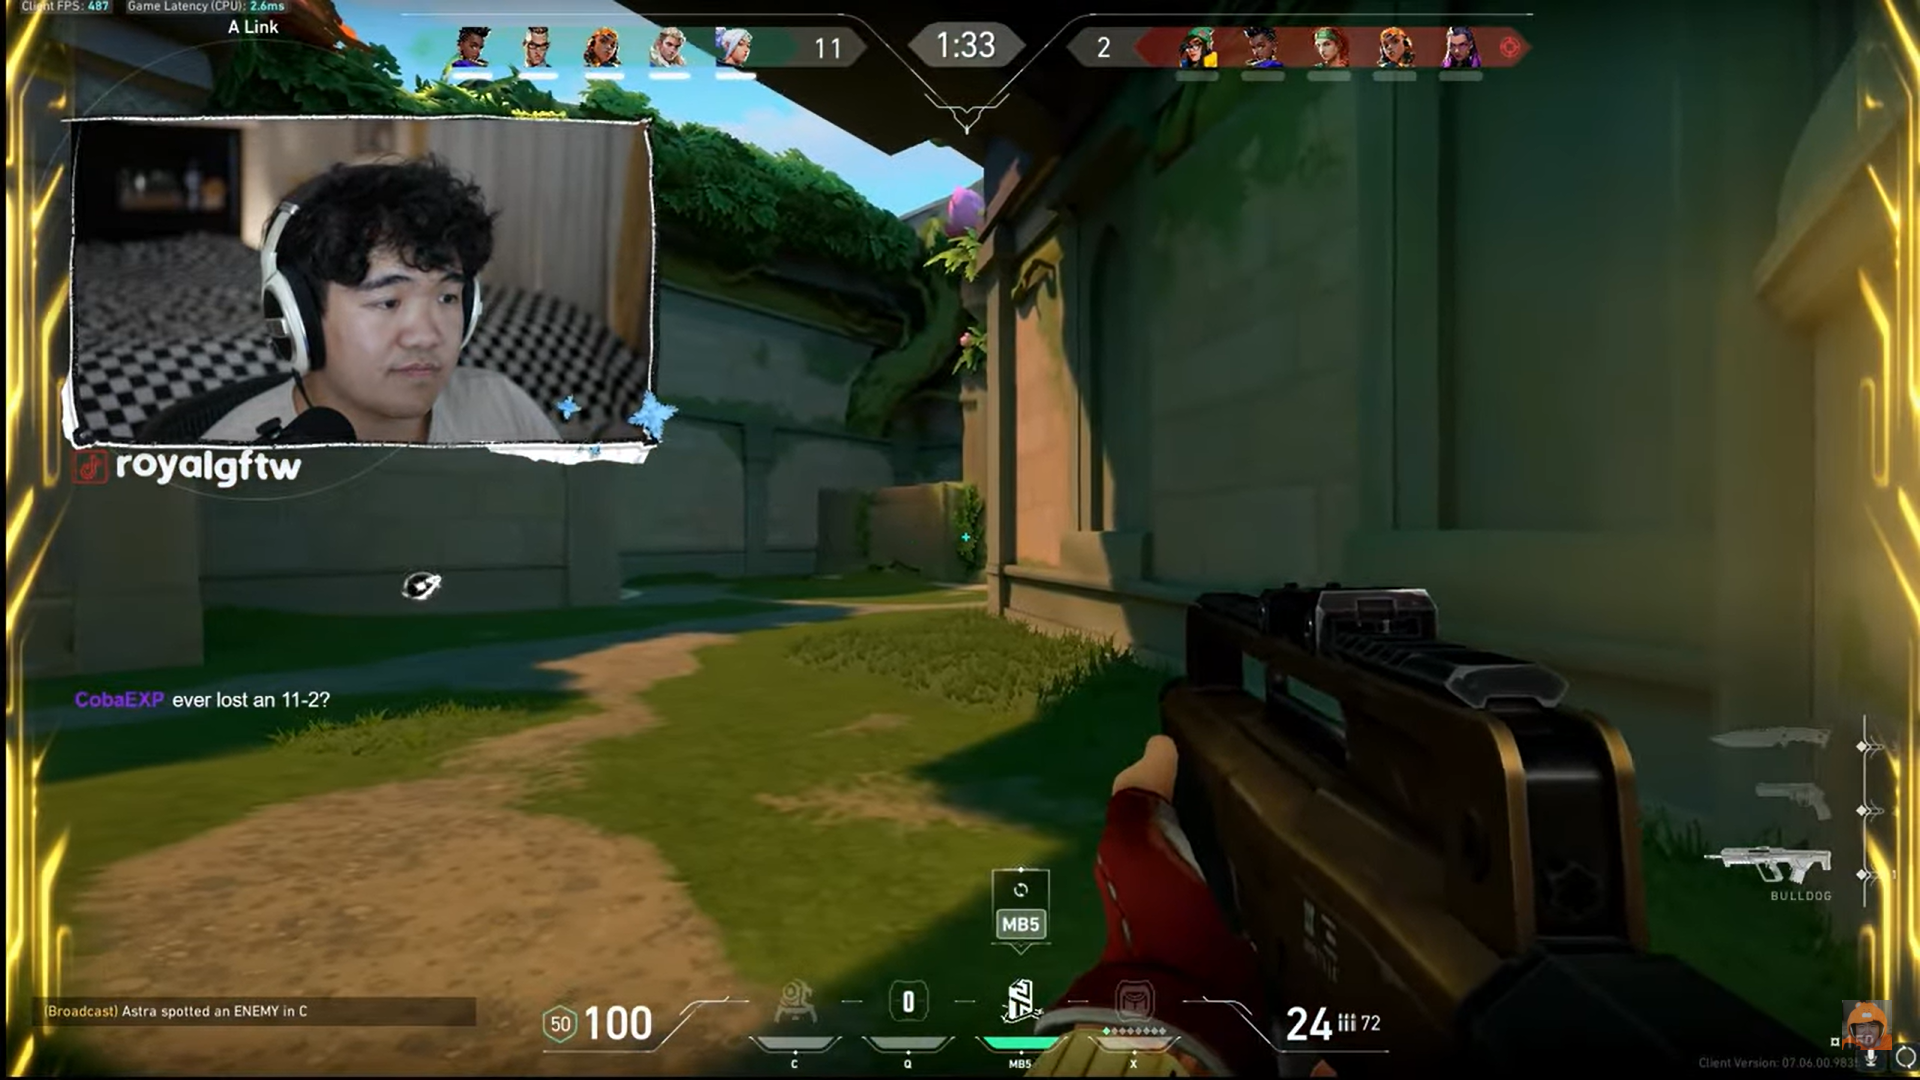 Client FPS: 487 Game Latency (CPU): 2.6ms
A Link
11
1:33
2
royalgftw
CobaEXP ever lost an 11-2?
BULLDOG
MB5
(Broadcast) Astra spotted an ENEMY in C
50 100
0
24 72
C Q MB5 X
Client Version: 07.06.00.983